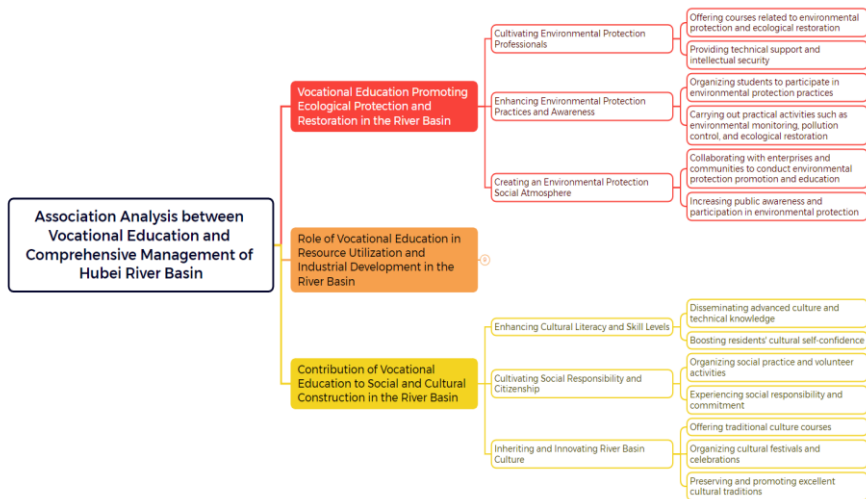 Association Analysis between
Vocational Education and
Comprehensive Management of
Hubei River Basin
Vocational Education Promoting
Ecological Protection and
Restoration in the River Basin
Cultivating Environmental Protection
Professionals
Offering courses related to environmental
protection and ecological restoration
Providing technical support and
intellectual security
Enhancing Environmental Protection
Practices and Awareness
Organizing students to participate in
environmental protection practices
Carrying out practical activities such as
environmental monitoring, pollution
control, and ecological restoration
Creating an Environmental Protection
Social Atmosphere
Collaborating with enterprises and
communities to conduct environmental
protection promotion and education
Increasing public awareness and
participation in environmental protection
Role of Vocational Education in
Resource Utilization and
Industrial Development in the
River Basin
Contribution of Vocational
Education to Social and Cultural
Construction in the River Basin
Enhancing Cultural Literacy and Skill Levels
Disseminating advanced culture and
technical knowledge
Boosting residents' cultural self-confidence
Cultivating Social Responsibility and
Citizenship
Organizing social practice and volunteer
activities
Experiencing social responsibility and
commitment
Inheriting and Innovating River Basin
Culture
Offering traditional culture courses
Organizing cultural festivals and
celebrations
Preserving and promoting excellent
cultural traditions